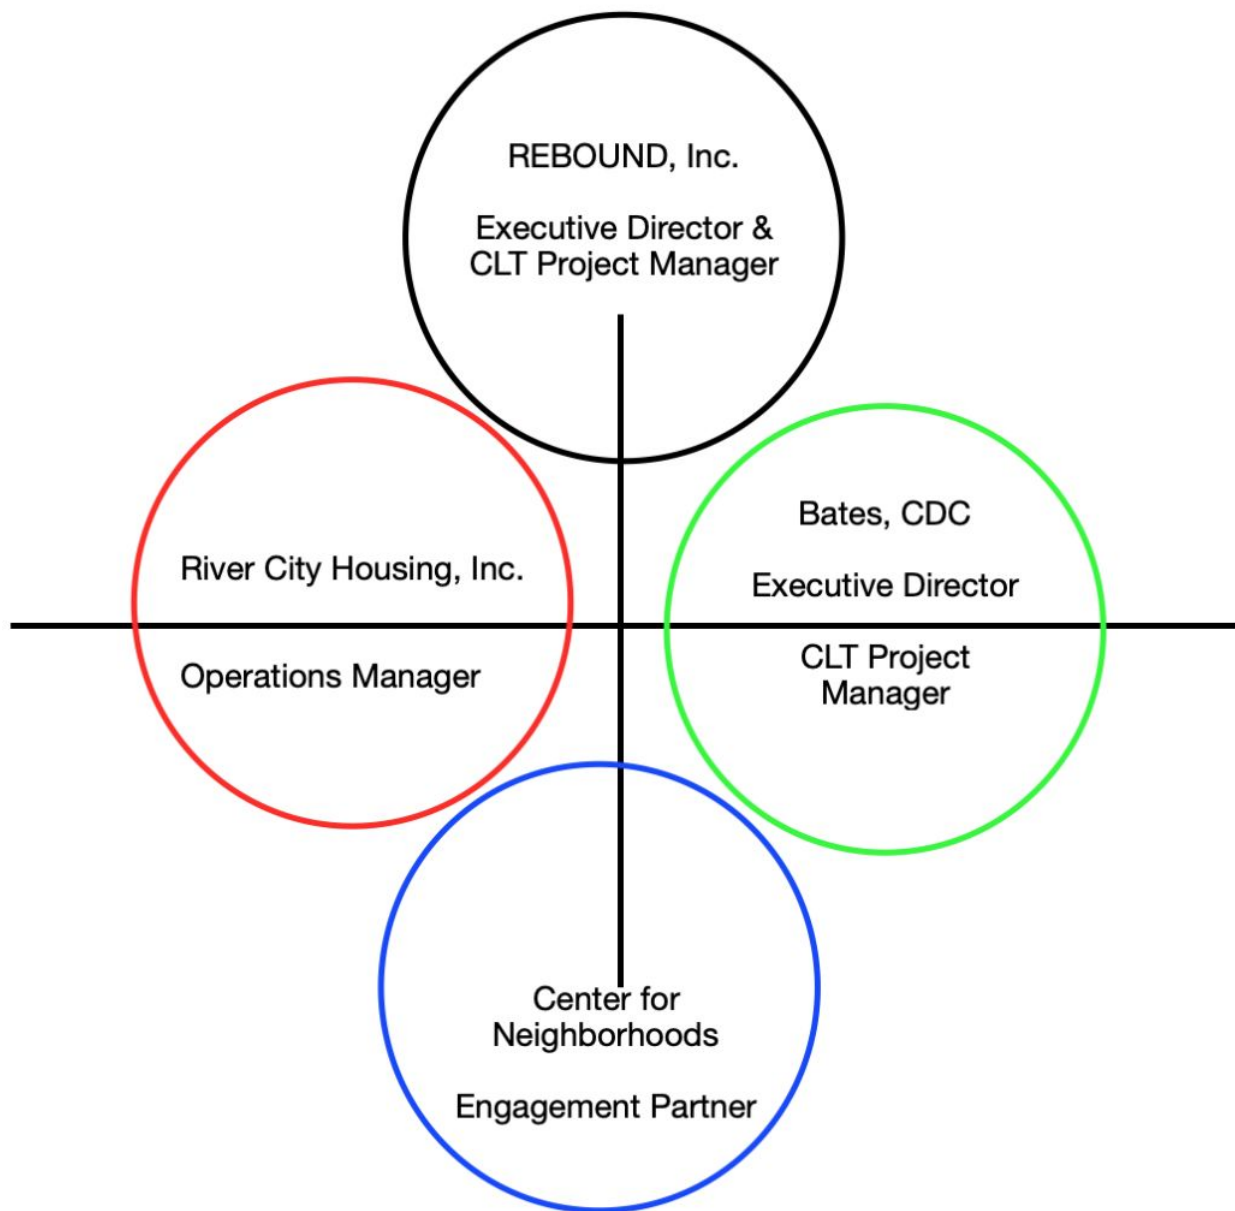 REBOUND, Inc.
Executive Director &
CLT Project Manager
River City Housing, Inc.
Operations Manager
Bates, CDC
Executive Director
CLT Project
Manager
Center for
Neighborhoods
Engagement Partner